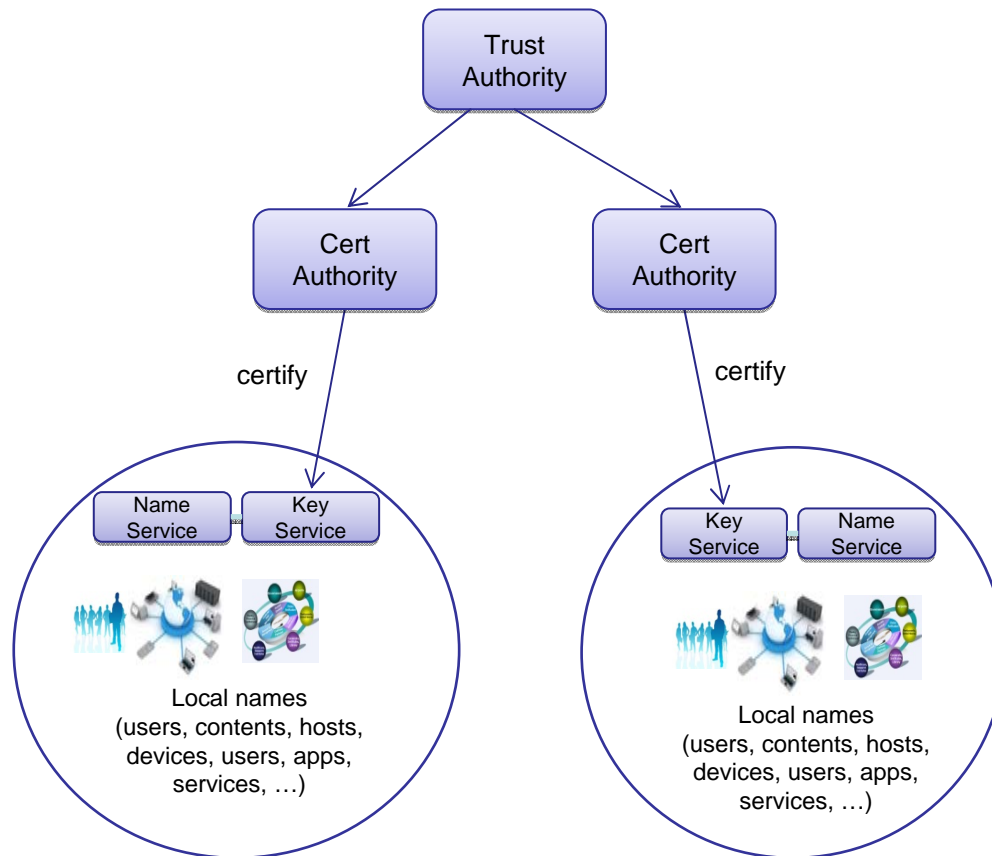 Trust
Authority
Cert
Authority
Cert
Authority
certify
certify
Name
Service
Key
Service
Key
Service
Name
Service
Local names
(users, contents, hosts,
devices, users, apps,
services, …)
Local names
(users, contents, hosts,
devices, users, apps,
services, …)